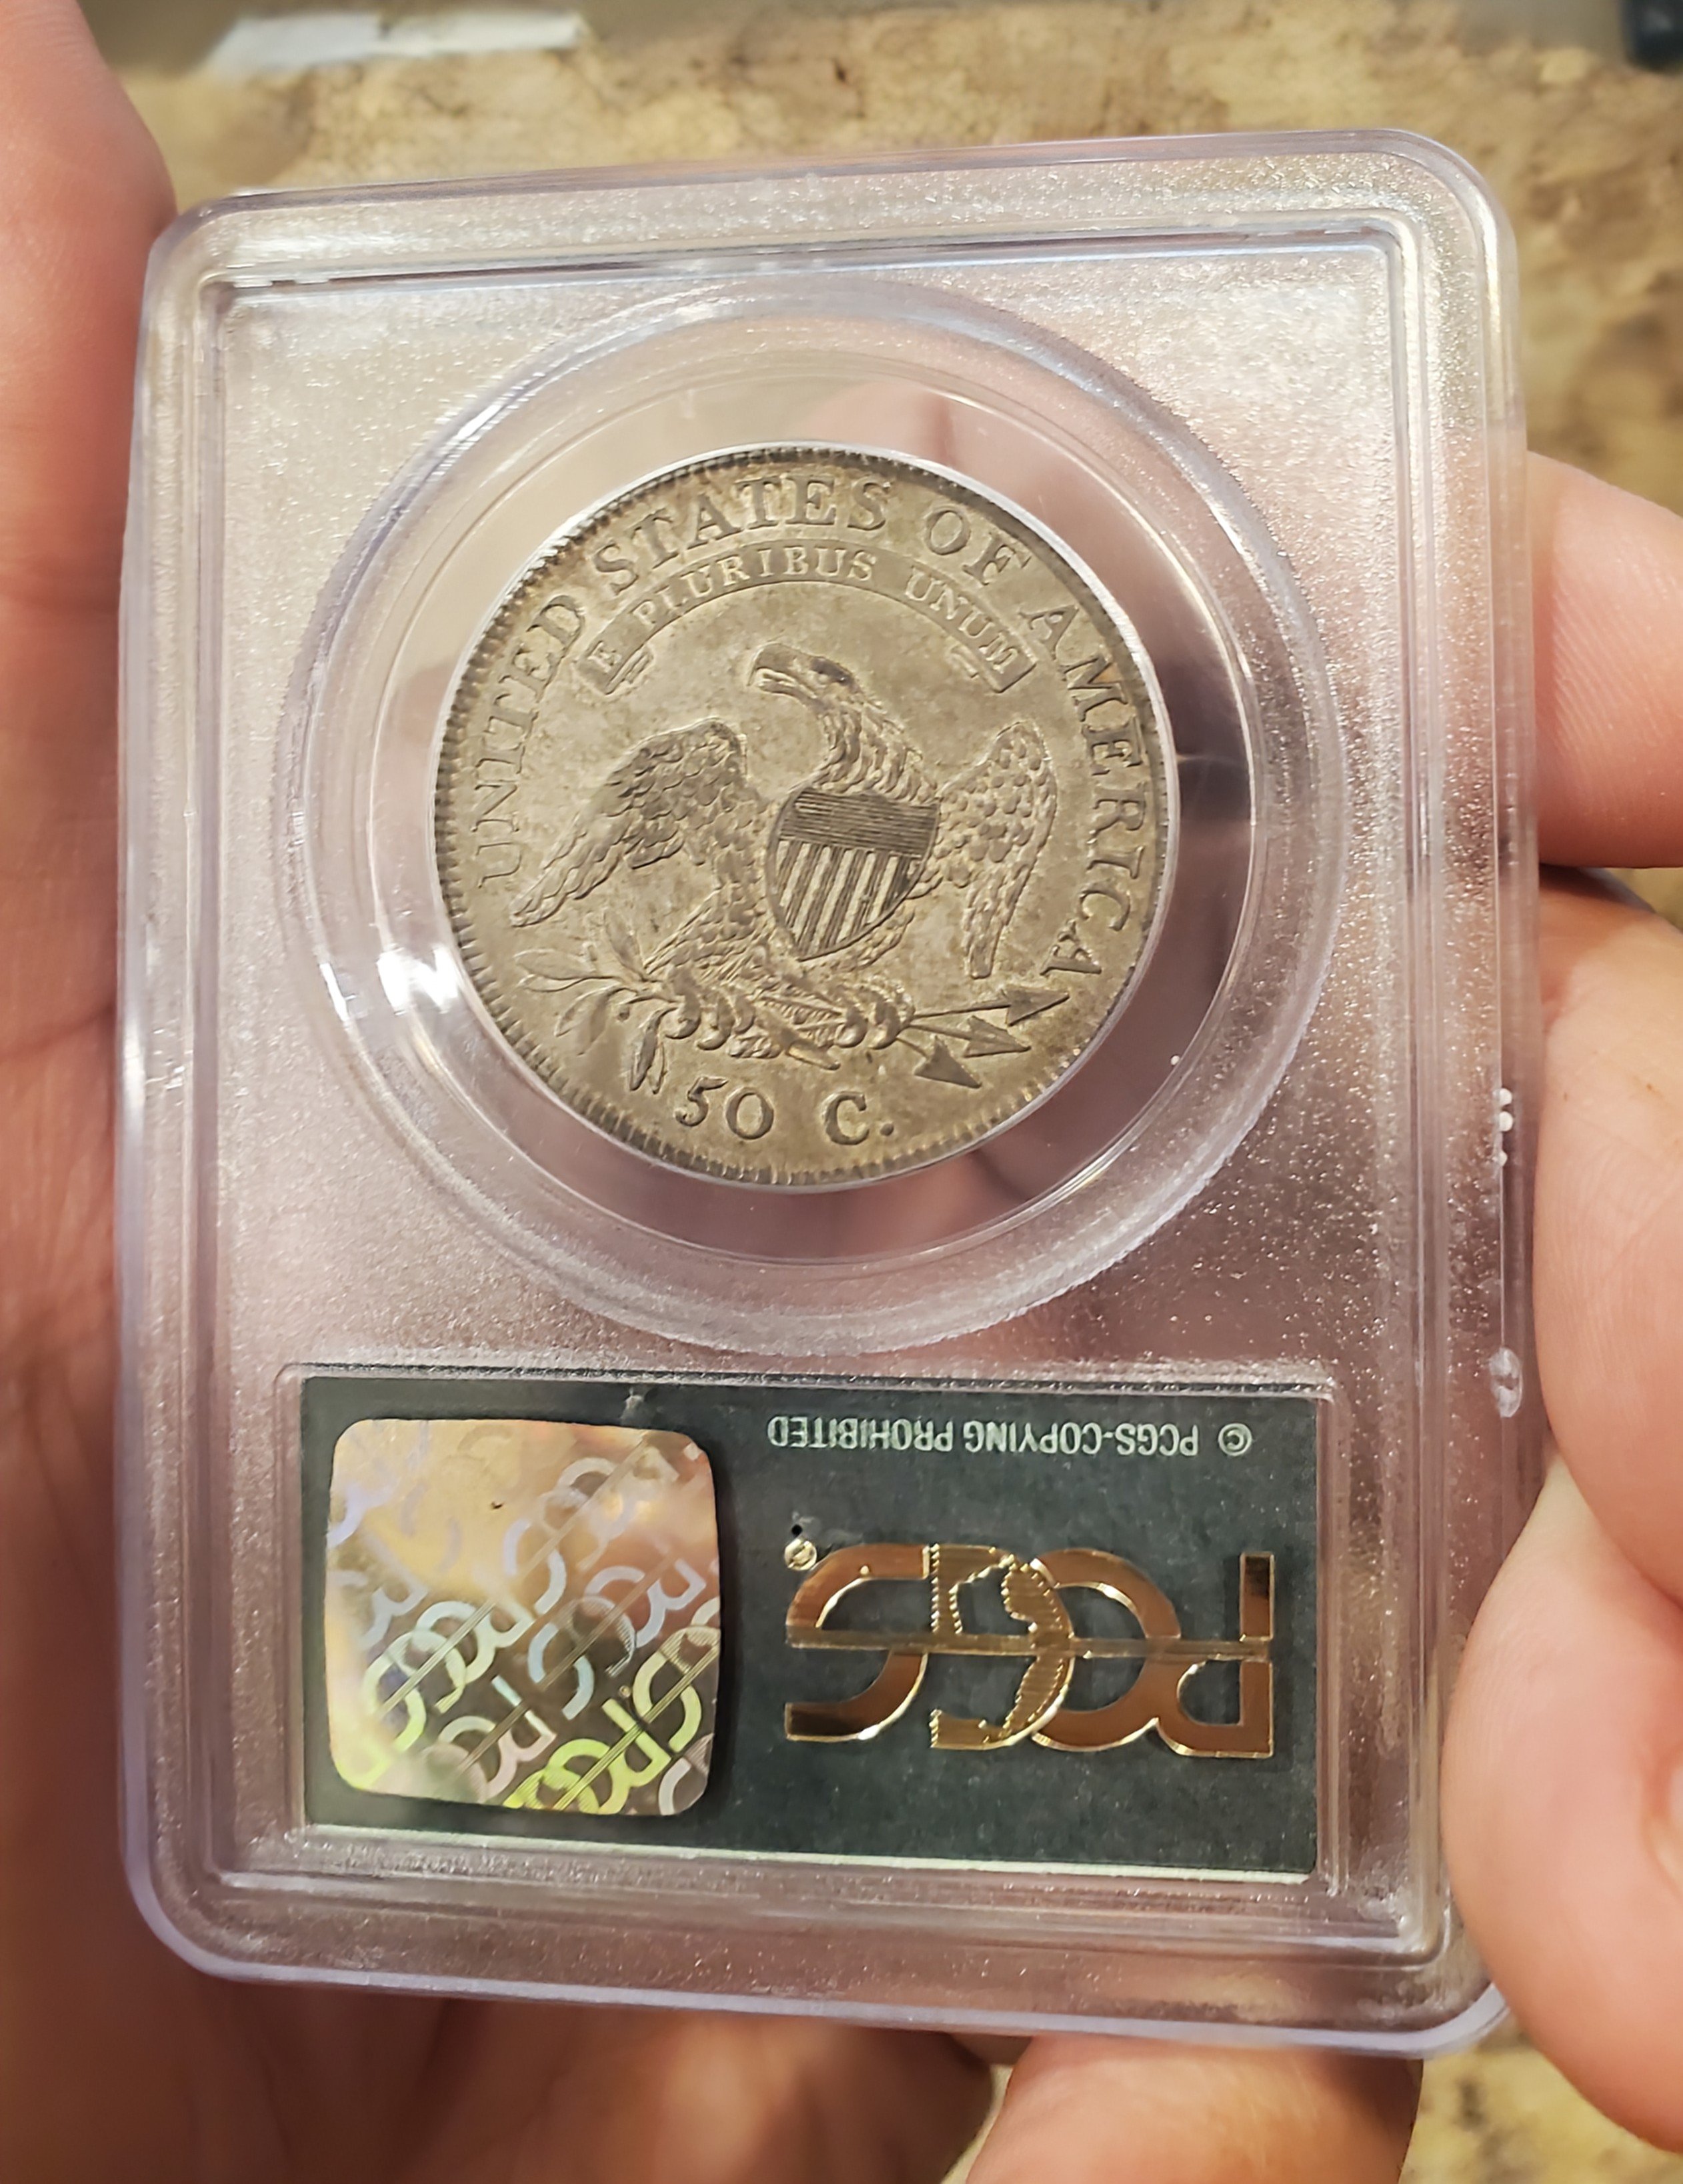 UNITED STATES OF AMERICA
E PLURIBUS UNUM
50 C.
© PCGS-COPYING PROHIBITED
PCGS